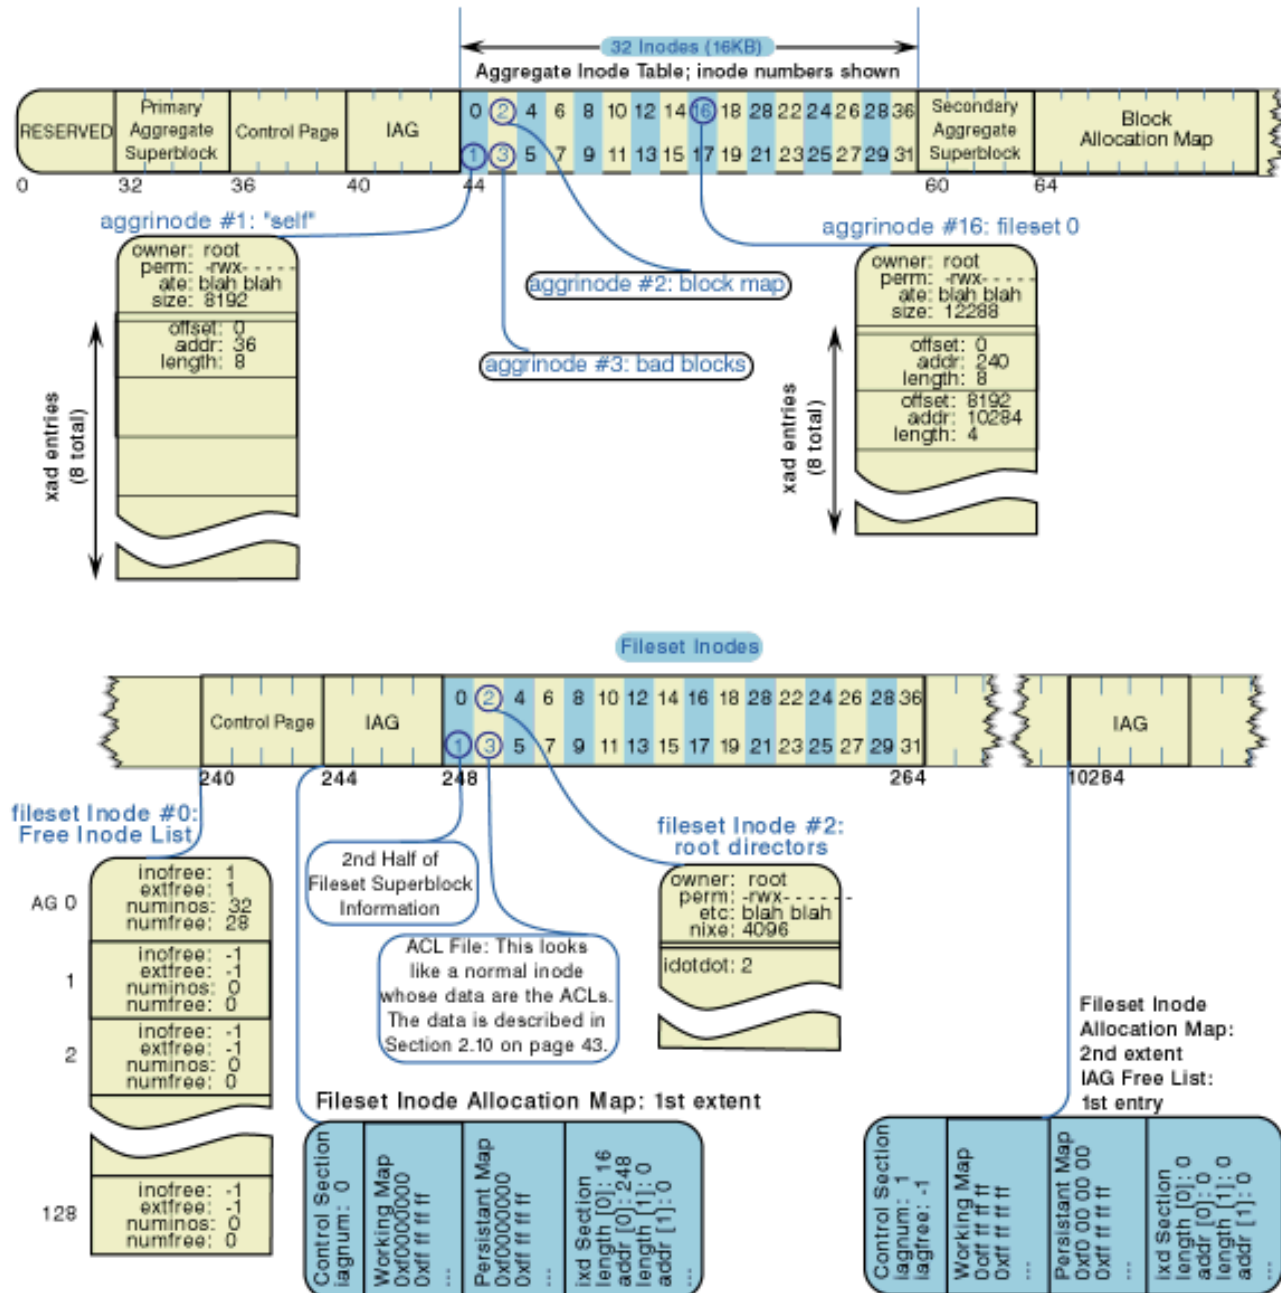 32 Inodes (16KB)
Aggregate Inode Table; inode numbers shown
RESERVED
Primary
Aggregate
Superblock
Control Page
IAG
0 2 4 6 8 10 12 14 16 18 28 22 24 26 28 36
1 3 5 7 9 11 13 15 17 19 21 23 25 27 29 31
Secondary
Aggregate
Superblock
Block
Allocation Map
0 32 36 40 44 60 64
aggrinode #1: "self"
owner: root
perm: -rwx- - - - -
ate: blah blah
size: 8192
offset: 0
addr: 36
length: 8
xad entries
(8 total)
aggrinode #2: block map
aggrinode #3: bad blocks
aggrinode #16: fileset 0
owner: root
perm: -rwx- - - - - -
ate: blah blah
size: 12288
offset: 0
addr: 240
length: 8
offset: 8192
addr: 10284
length: 4
xad entries
(8 total)
Fileset Inodes
Control Page
IAG
0 2 4 6 8 10 12 14 16 18 28 22 24 26 28 36
1 3 5 7 9 11 13 15 17 19 21 23 25 27 29 31
IAG
240 244 248 264 10284
fileset Inode #0:
Free Inode List
AG 0
inofree: 1
extfree: 1
numinos: 32
numfree: 28
1
inofree: -1
extfree: -1
numinos: 0
numfree: 0
2
inofree: -1
extfree: -1
numinos: 0
numfree: 0
128
inofree: -1
extfree: -1
numinos: 0
numfree: 0
2nd Half of
Fileset Superblock
Information
ACL File: This looks
like a normal inode
whose data are the ACLs.
The data is described in
Section 2.10 on page 43.
fileset Inode #2:
root directors
owner: root
perm: -rwx- - - - - -
etc: blah blah
nixe: 4096
idotdot: 2
Fileset Inode Allocation Map: 1st extent
Control Section
iagnum: 0
Working Map
0xf0000000
0xff ff ff ff
...
Persistant Map
0xf0000000
0xff ff ff ff
...
ixd Section
length [0]: 16
addr [0]: 248
length [1]: 0
addr [1]: 0
...
Fileset Inode
Allocation Map:
2nd extent
IAG Free List:
1st entry
Control Section
iagnum: 1
iagfree: -1
Working Map
0off ff ff ff
0xff ff ff ff
...
Persistant Map
0xf0 00 00 00
0xff ff ff ff
...
ixd Section
length [0]: 0
addr [0]: 0
length [1]: 0
addr [1]: 0
...